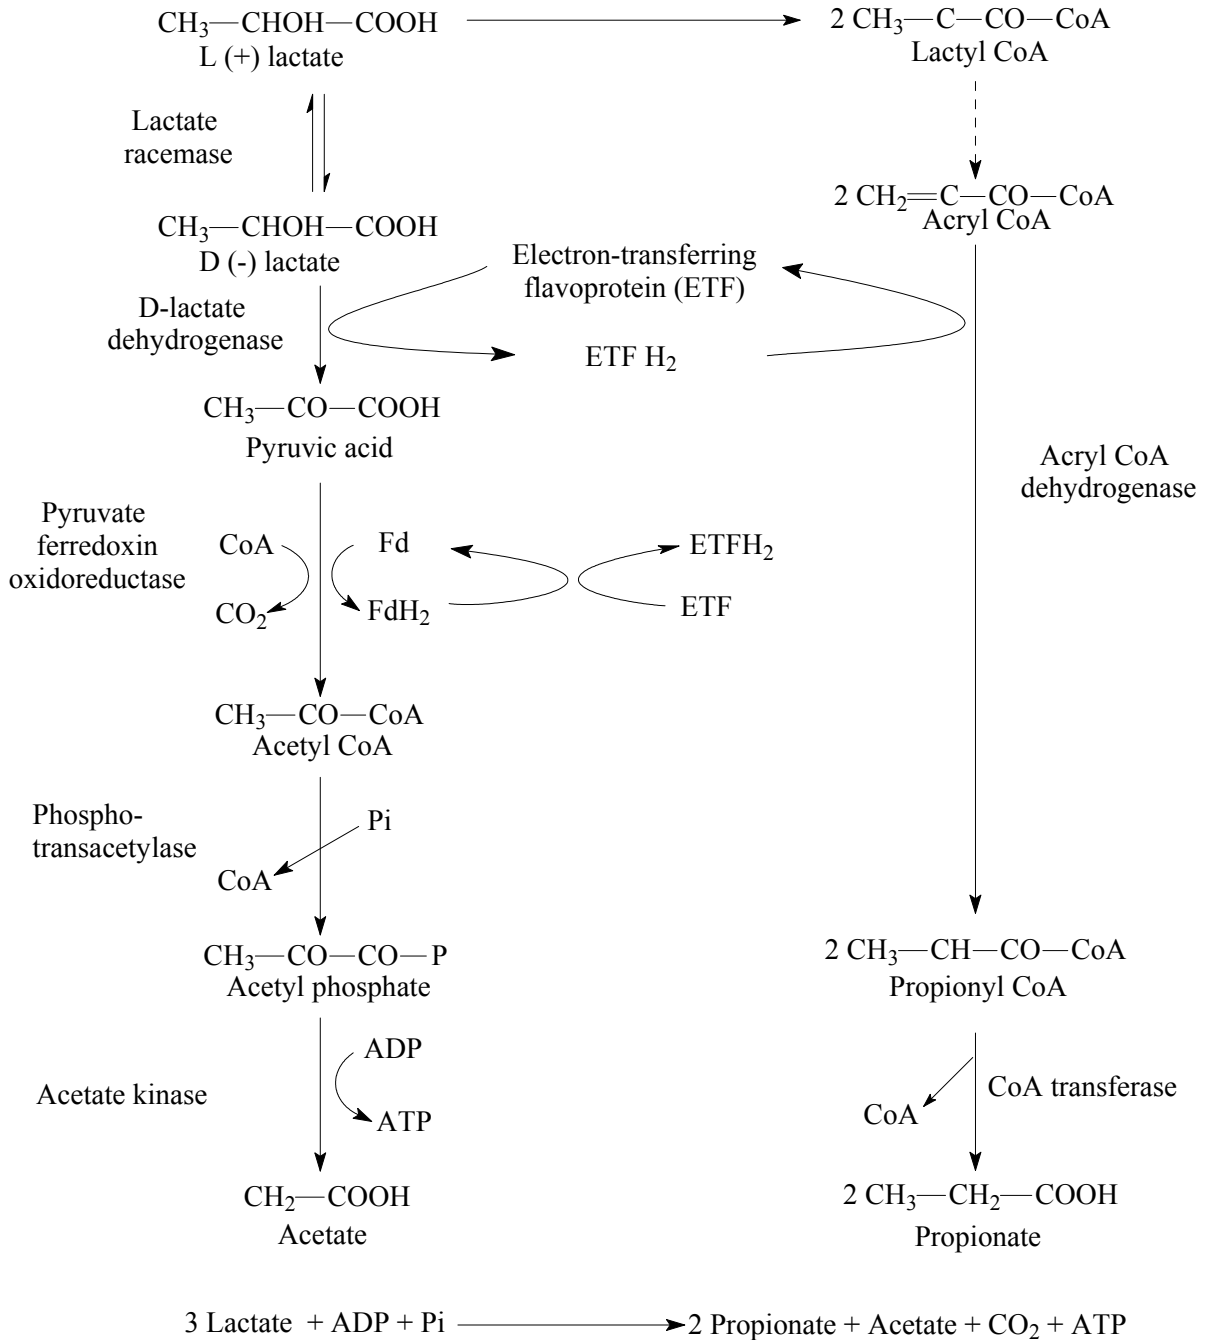 CH3—CHOH—COOH
L (+) lactate
2 CH3—C—CO—CoA
Lactyl CoA
Lactate
racemase
2 CH2=C—CO—CoA
Acryl CoA
CH3—CHOH—COOH
D (-) lactate
Electron-transferring
flavoprotein (ETF)
D-lactate
dehydrogenase
ETF H2
CH3—CO—COOH
Pyruvic acid
Acryl CoA
dehydrogenase
Pyruvate
ferredoxin
oxidoreductase
CoA
Fd
ETFH2
CO2
FdH2
ETF
CH3—CO—CoA
Acetyl CoA
Phospho-
transacetylase
Pi
CoA
CH3—CO—CO—P
Acetyl phosphate
2 CH3—CH—CO—CoA
Propionyl CoA
ADP
Acetate kinase
ATP
CoA transferase
CoA
CH2—COOH
Acetate
2 CH3—CH2—COOH
Propionate
3 Lactate + ADP + Pi → 2 Propionate + Acetate + CO2 + ATP